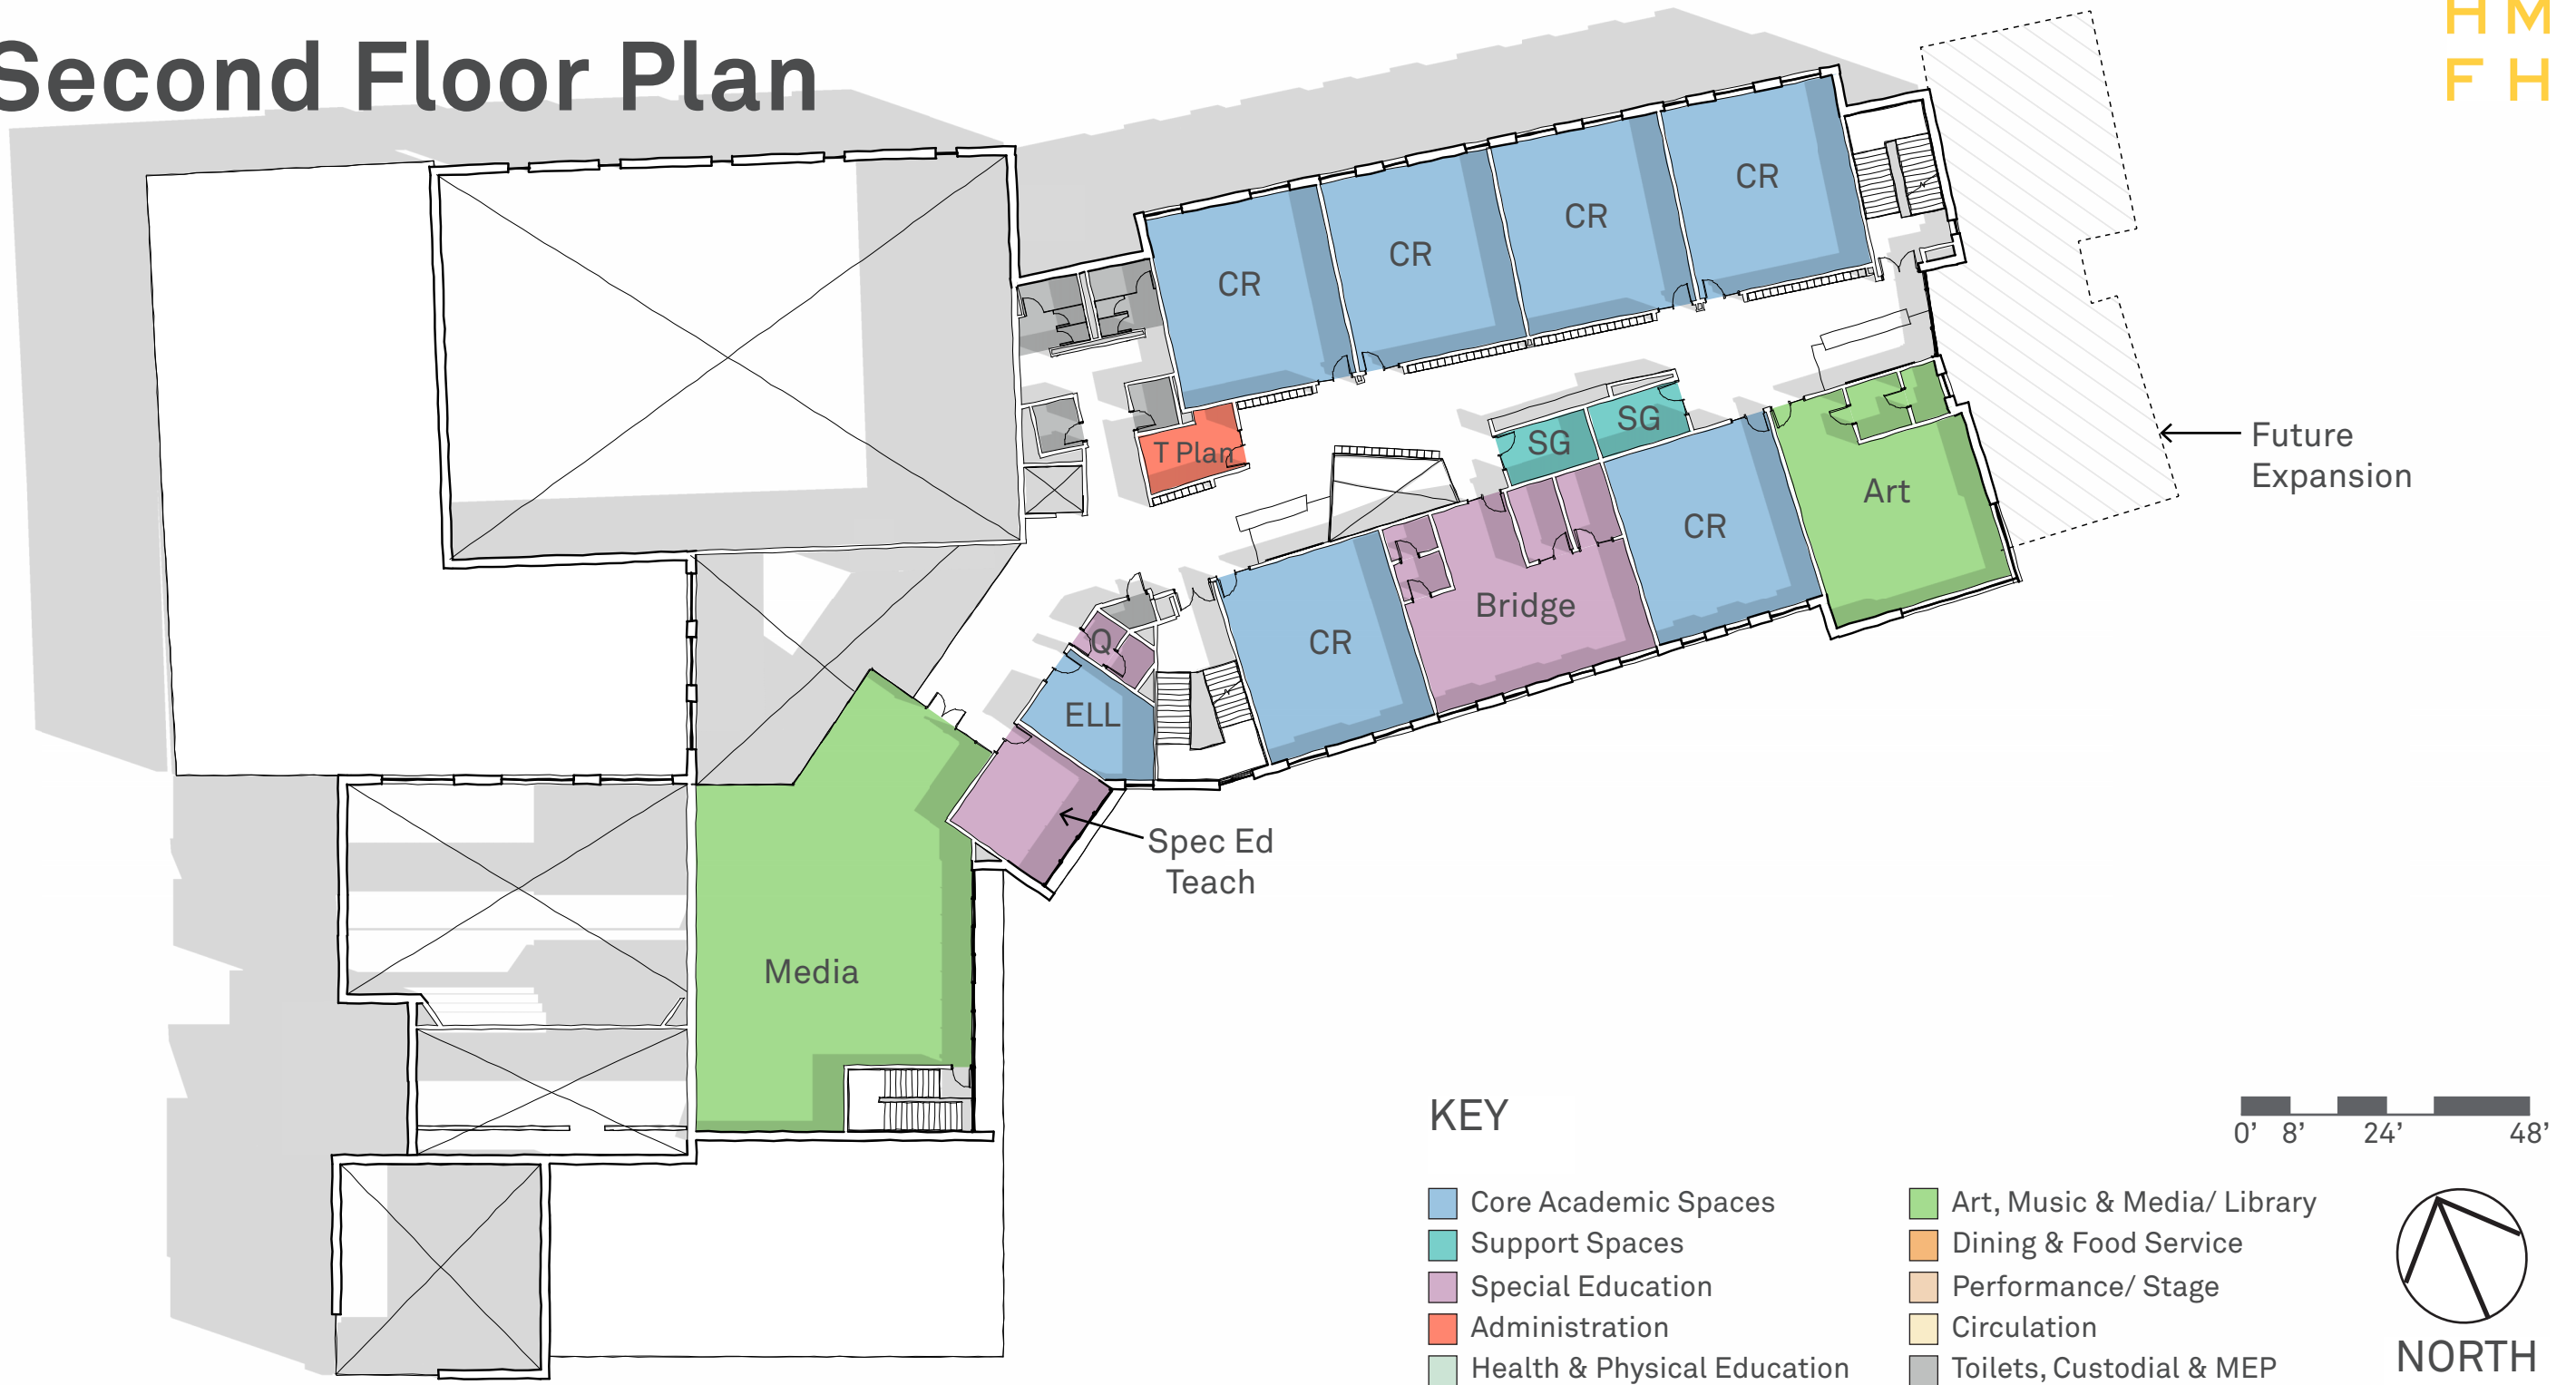 Second Floor Plan
H M
F H
CR
CR
CR
CR
SG
SG
T Plan
CR
Art
Future
Expansion
Bridge
CR
Q
ELL
Spec Ed
Teach
Media
KEY
0' 8' 24' 48'
Core Academic Spaces
Support Spaces
Special Education
Administration
Health & Physical Education
Art, Music & Media/ Library
Dining & Food Service
Performance/ Stage
Circulation
Toilets, Custodial & MEP
NORTH